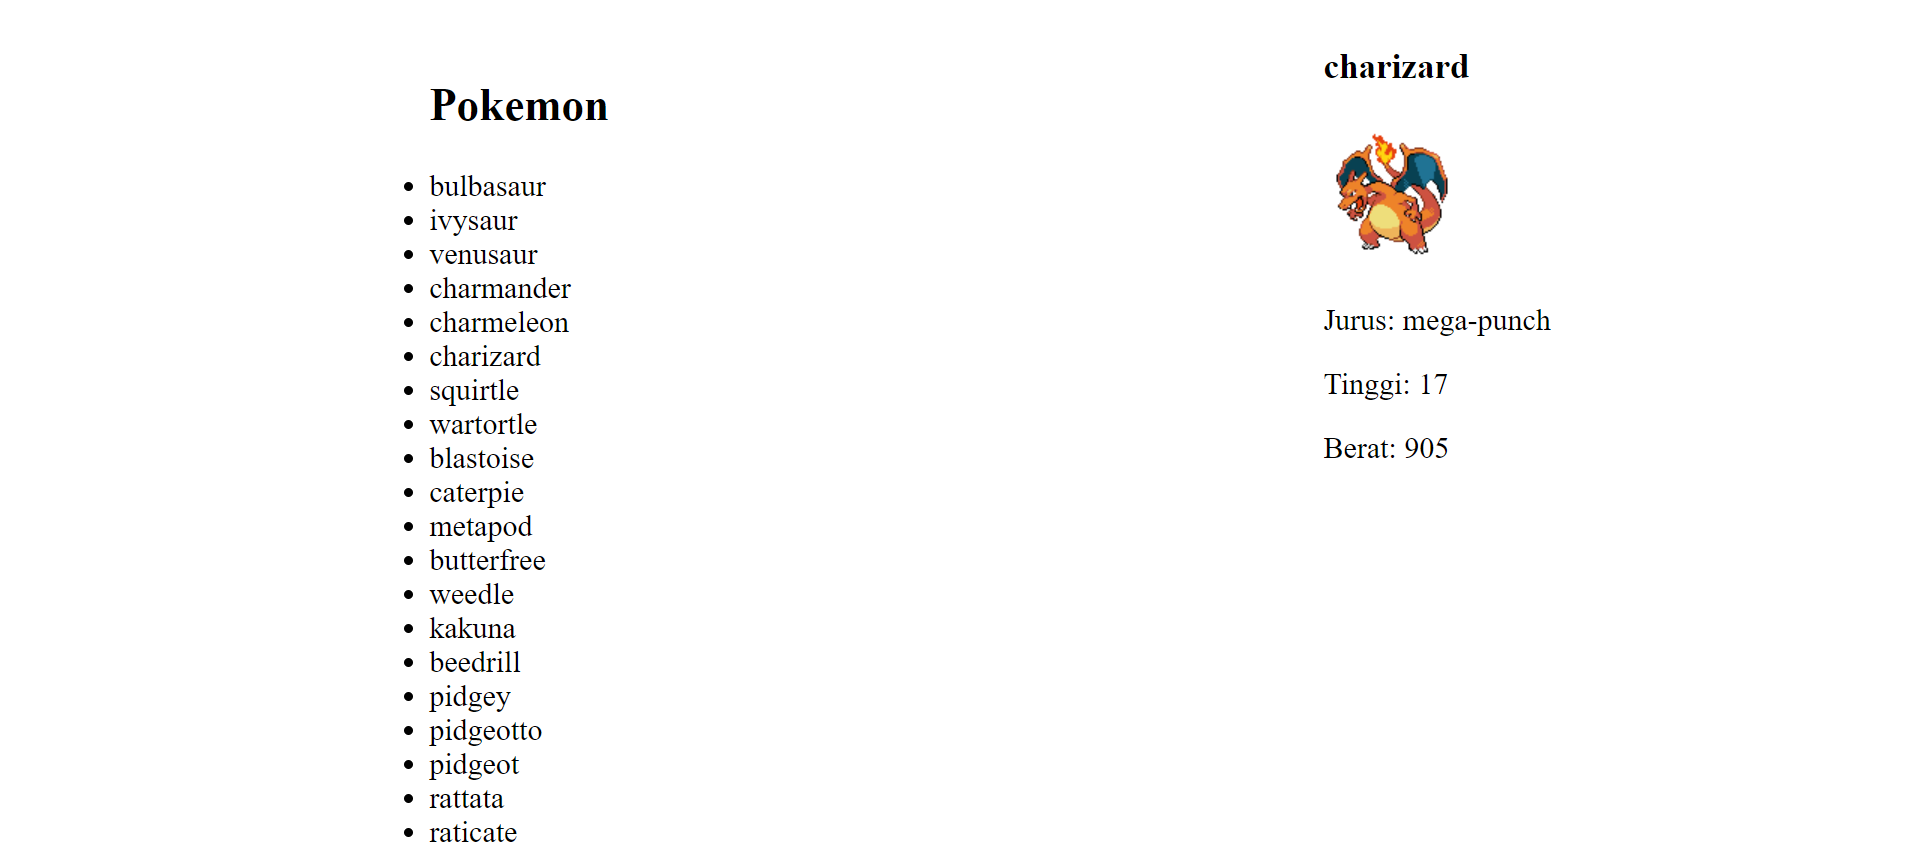 Pokemon
bulbasaur
ivysaur
venusaur
charmander
charmeleon
charizard
squirtle
wartortle
blastoise
caterpie
metapod
butterfree
weedle
kakuna
beedrill
pidgey
pidgeotto
pidgeot
rattata
raticate
charizard
Jurus: mega-punch
Tinggi: 17
Berat: 905